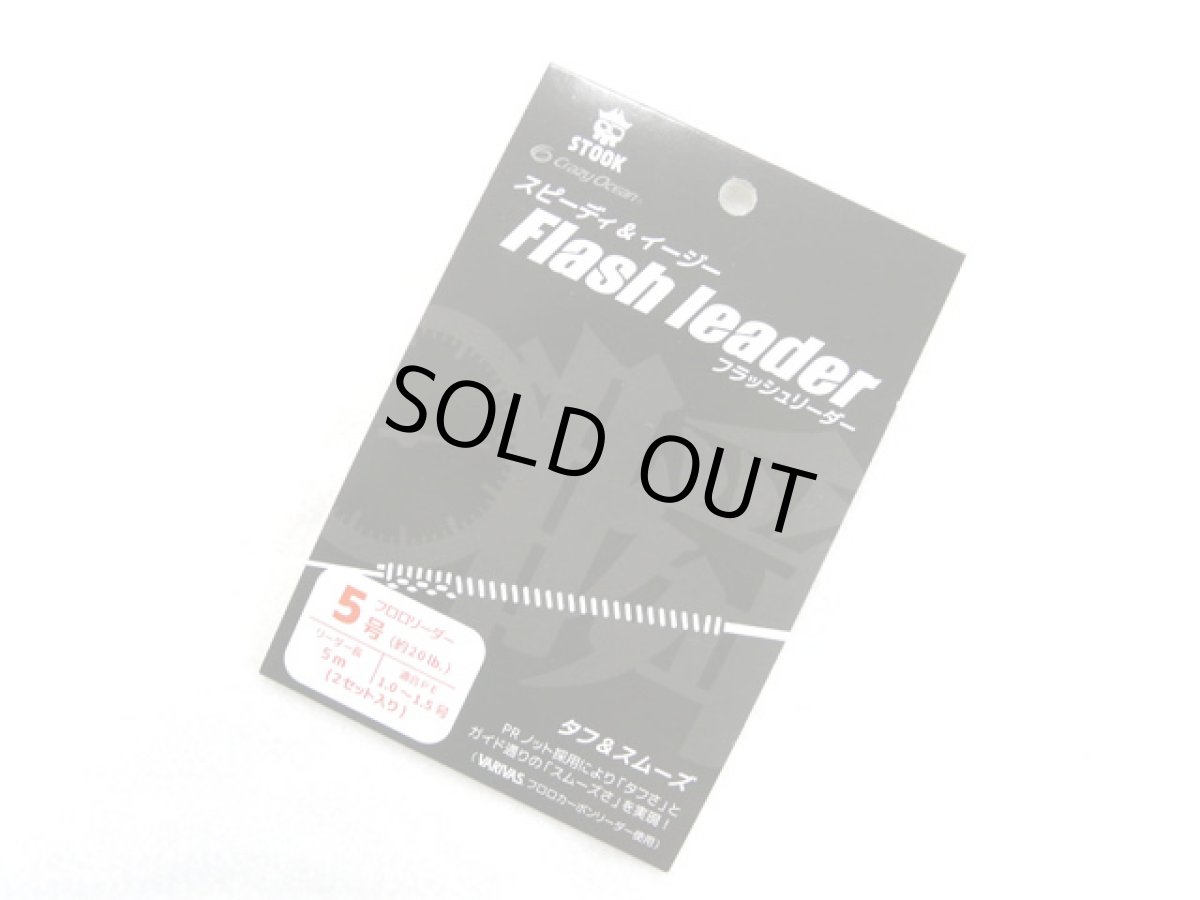 STOOK
Crazy Ocean
スピーディ&イージー
Flash leader
フラッシュリーダー
SOLD OUT
フロロリーダー
5号(約20lb.)
リーダー長
5m
(2セット入り)
適合PE
1.0〜1.5号
タフ&スムーズ
PRノット採用により「タフさ」と
ガイド通りの「スムーズさ」を実現!
(VARIVAS フロロカーボンリーダー使用)